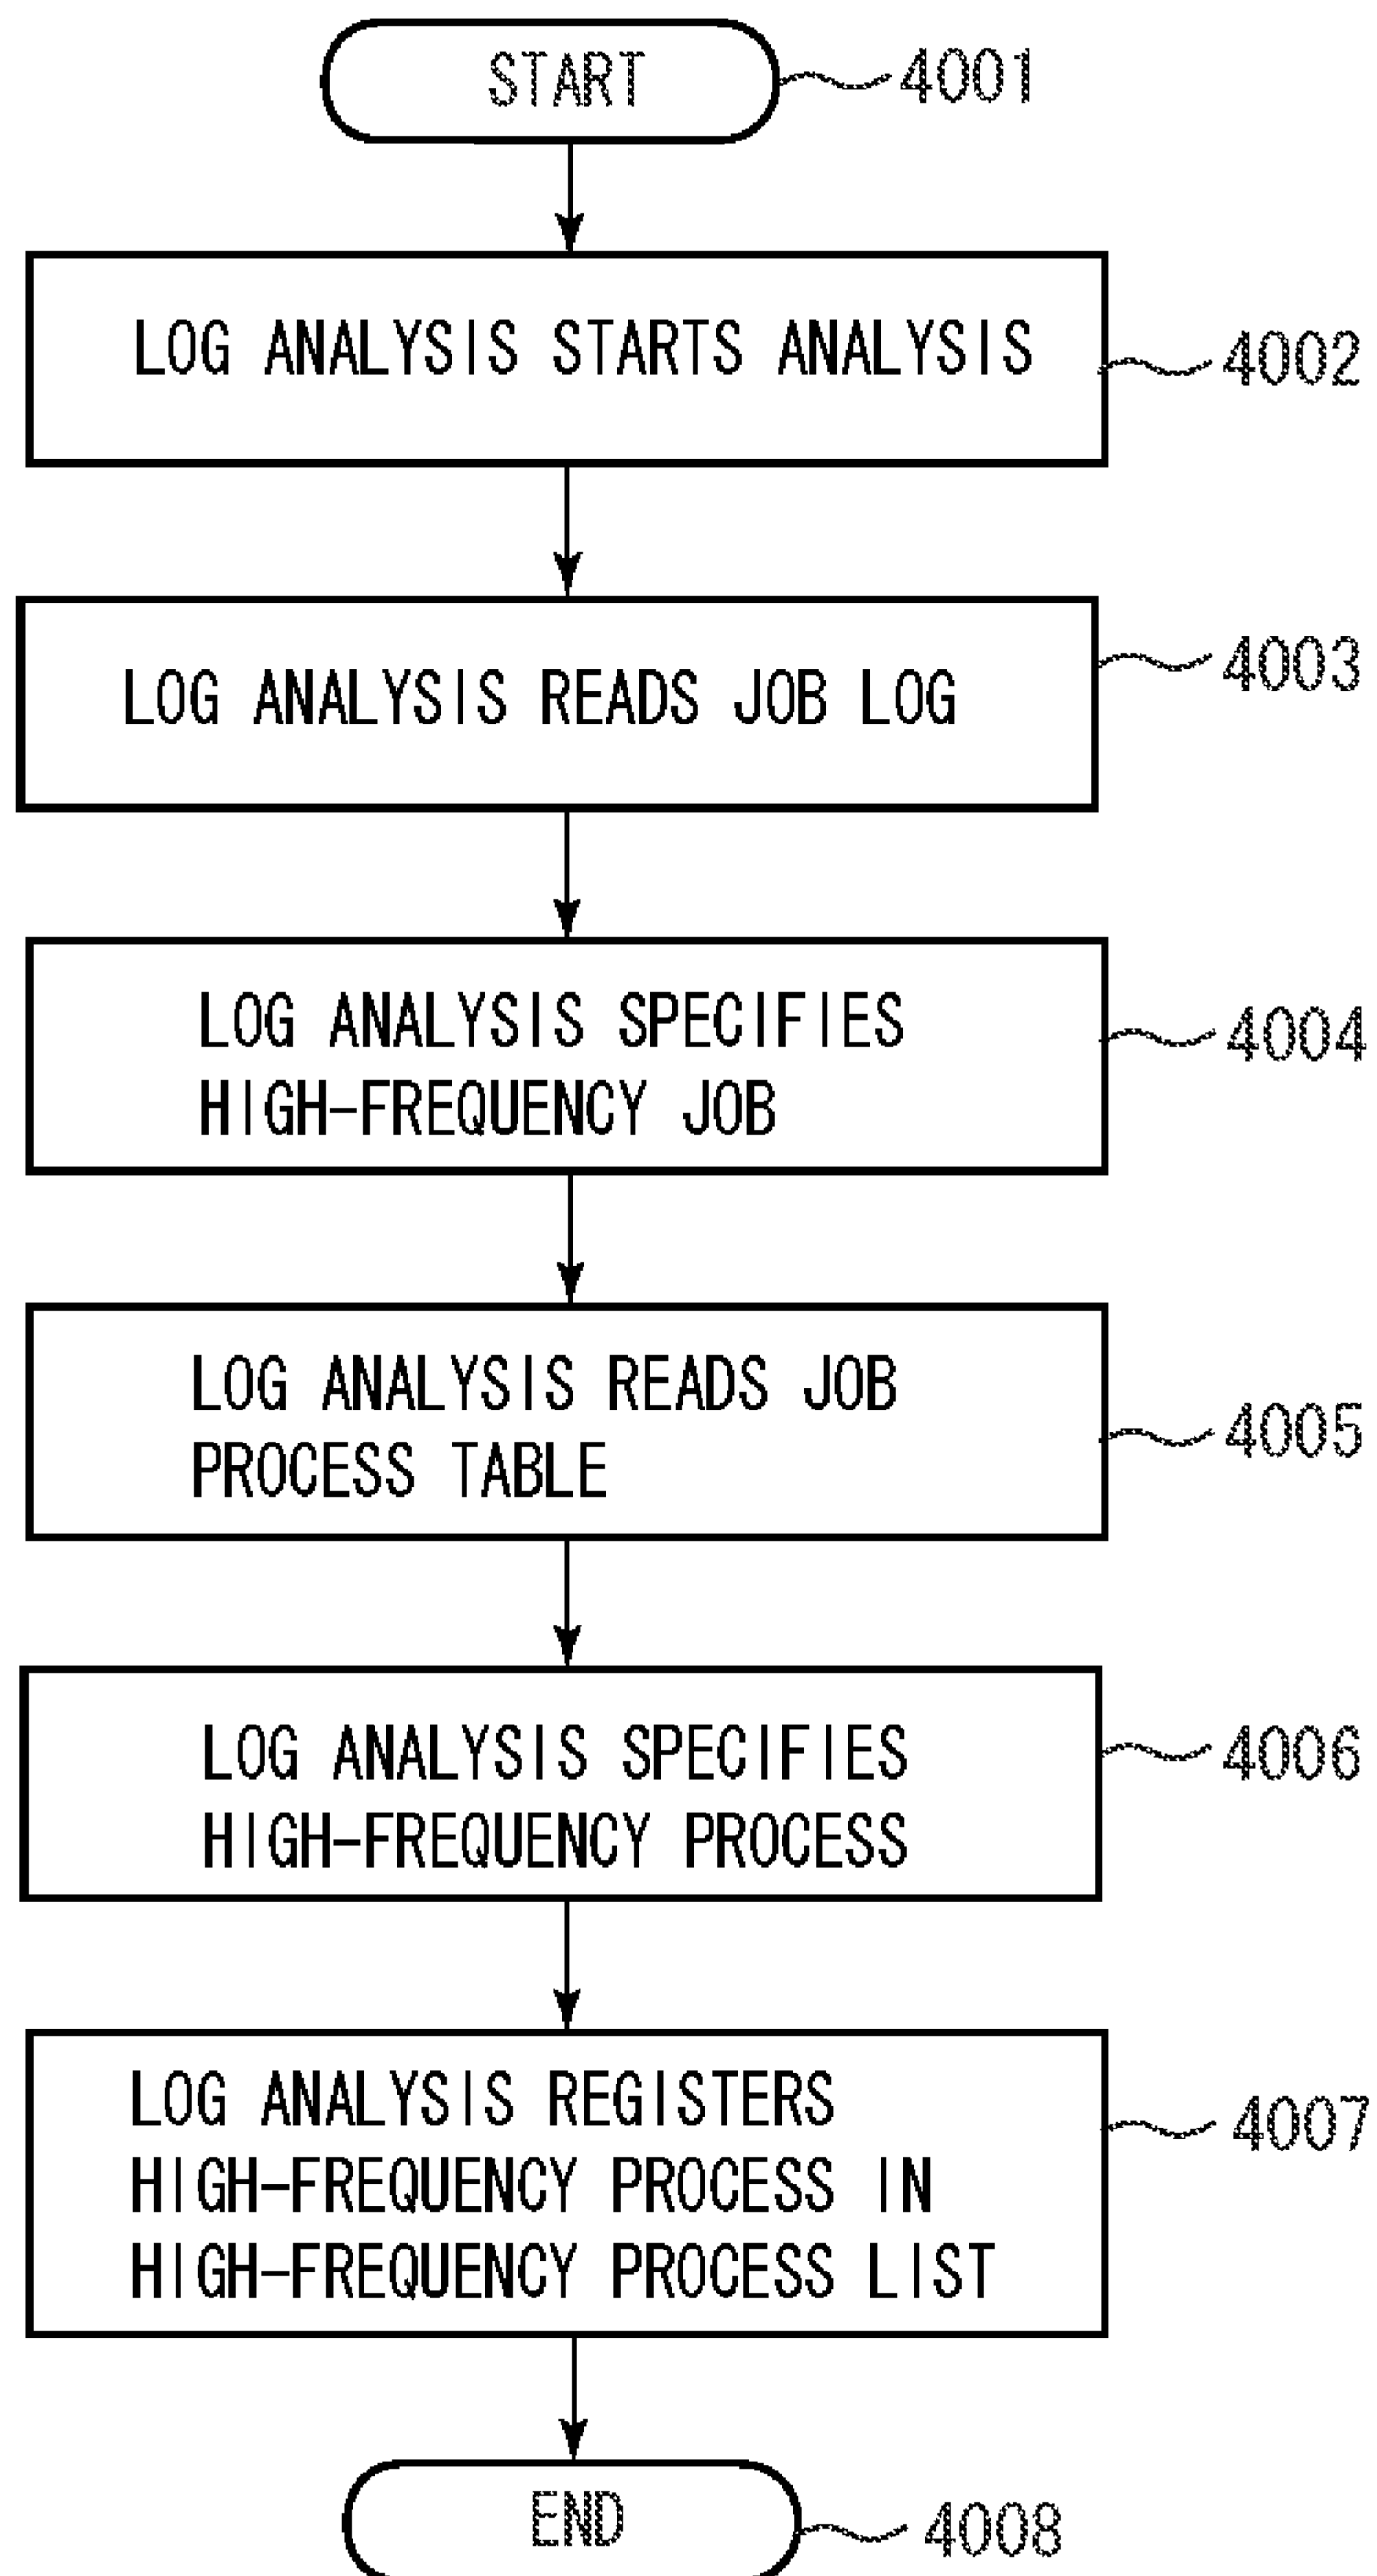 START
4001
LOG ANALYSIS STARTS ANALYSIS
4002
LOG ANALYSIS READS JOB LOG
4003
LOG ANALYSIS SPECIFIES
HIGH-FREQUENCY JOB
4004
LOG ANALYSIS READS JOB
PROCESS TABLE
4005
LOG ANALYSIS SPECIFIES
HIGH-FREQUENCY PROCESS
4006
LOG ANALYSIS REGISTERS
HIGH-FREQUENCY PROCESS IN
HIGH-FREQUENCY PROCESS LIST
4007
END
4008